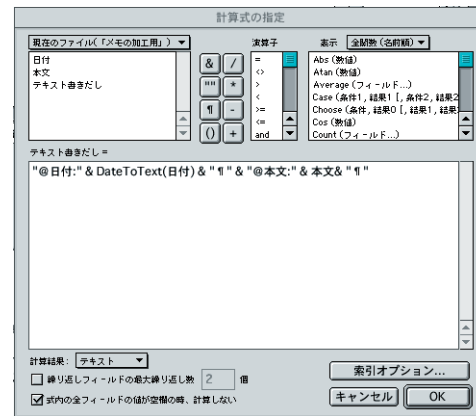 計算式の指定
現在のファイル(「メモの加工用」)
演算子
表示 全関数(名前順)
日付
本文
テキスト書きだし
& /
"" *
¶ -
() +
=
<>
>
<
>=
<=
and
Abs (数値)
Atan (数値)
Average (フィールド...)
Case (条件1, 結果1 [, 条件2, 結果2
Choose (条件, 結果0 [, 結果1, 結果
Cos (数値)
Count (フィールド...)
テキスト書きだし =
"@日付:" & DateToText(日付) & "¶" & "@本文:" & 本文& "¶"
計算結果: テキスト
繰り返しフィールドの最大繰り返し数 2 個
式内の全フィールドの値が空欄の時、計算しない
索引オプション...
キャンセル OK